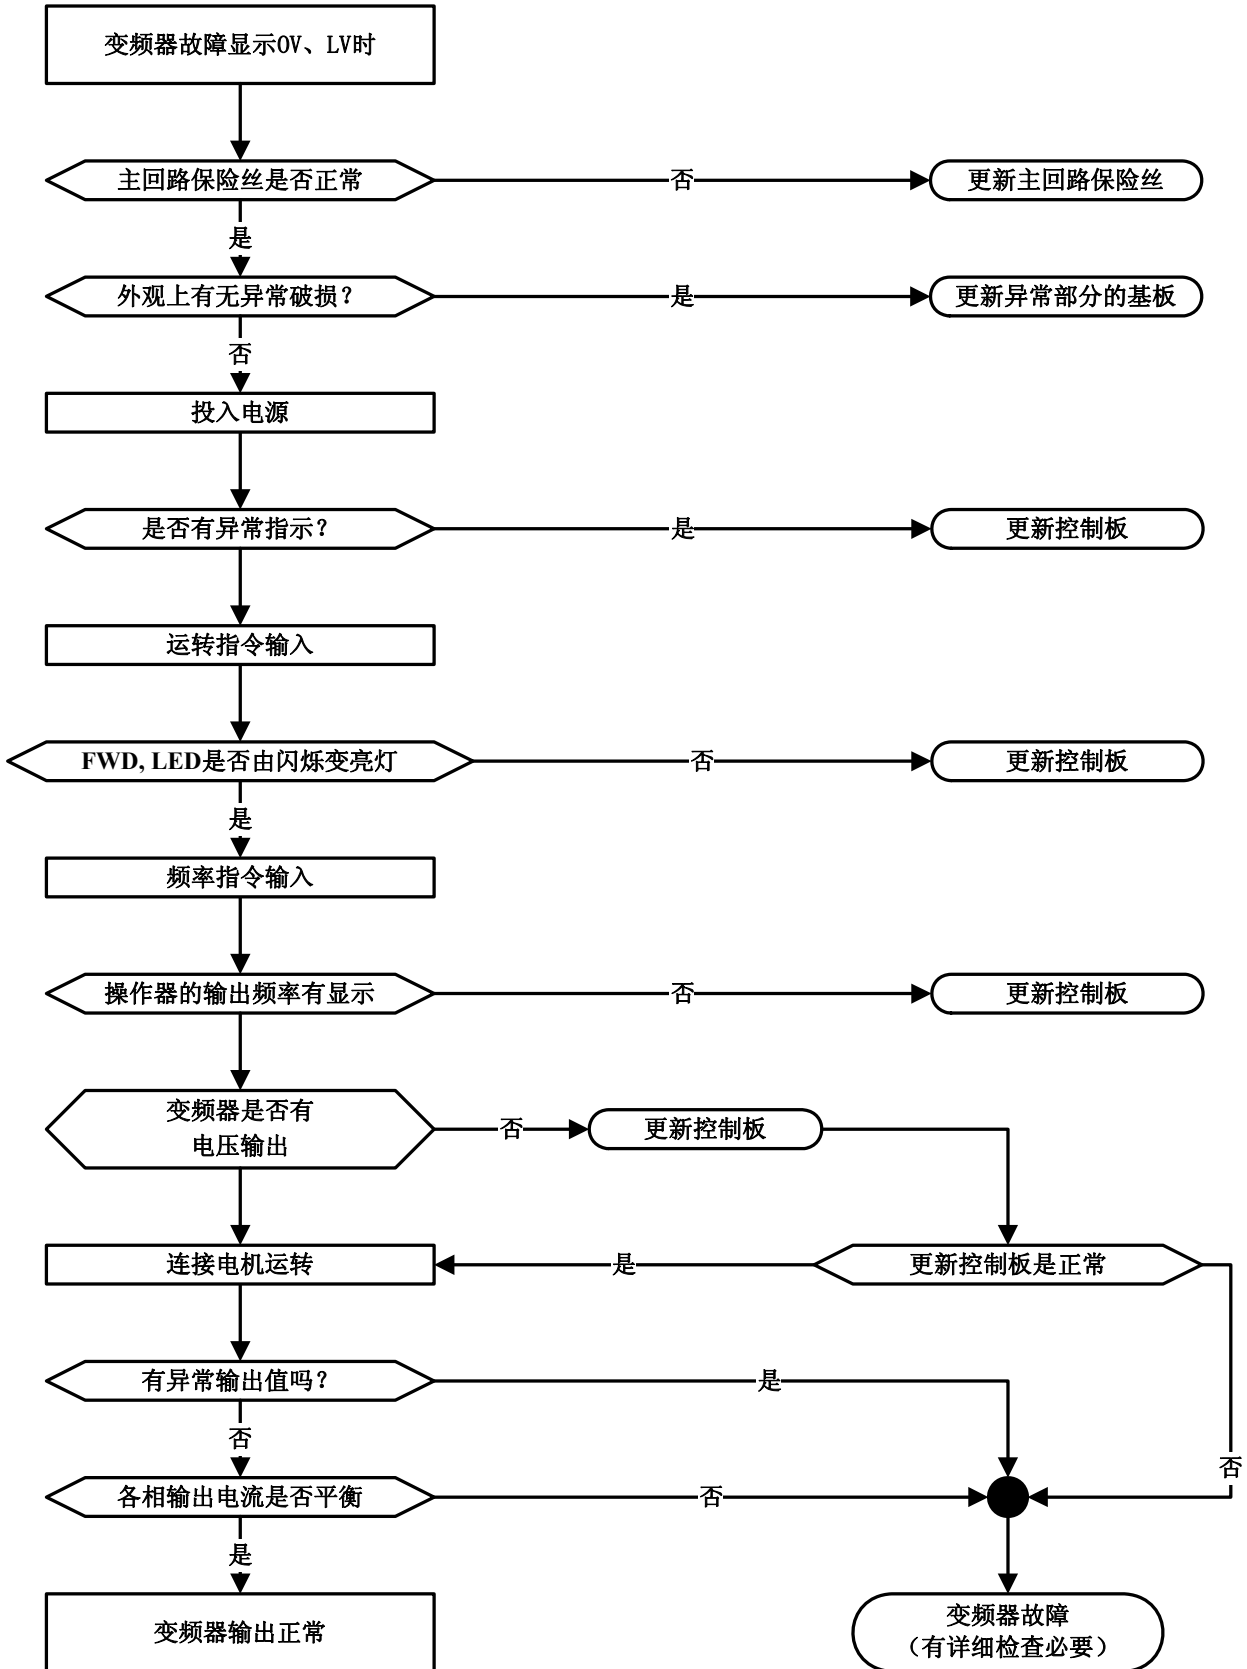 变频器故障显示OV、LV时
主回路保险丝是否正常
否
更新主回路保险丝
是
外观上有无异常破损?
是
更新异常部分的基板
否
投入电源
是否有异常指示?
是
更新控制板
运转指令输入
FWD, LED是否由闪烁变亮灯
否
更新控制板
是
频率指令输入
操作器的输出频率有显示
否
更新控制板
变频器是否有
电压输出
否
更新控制板
连接电机运转
是
更新控制板是正常
有异常输出值吗?
是
否
否
各相输出电流是否平衡
否
是
变频器输出正常
变频器故障
（有详细检查必要）